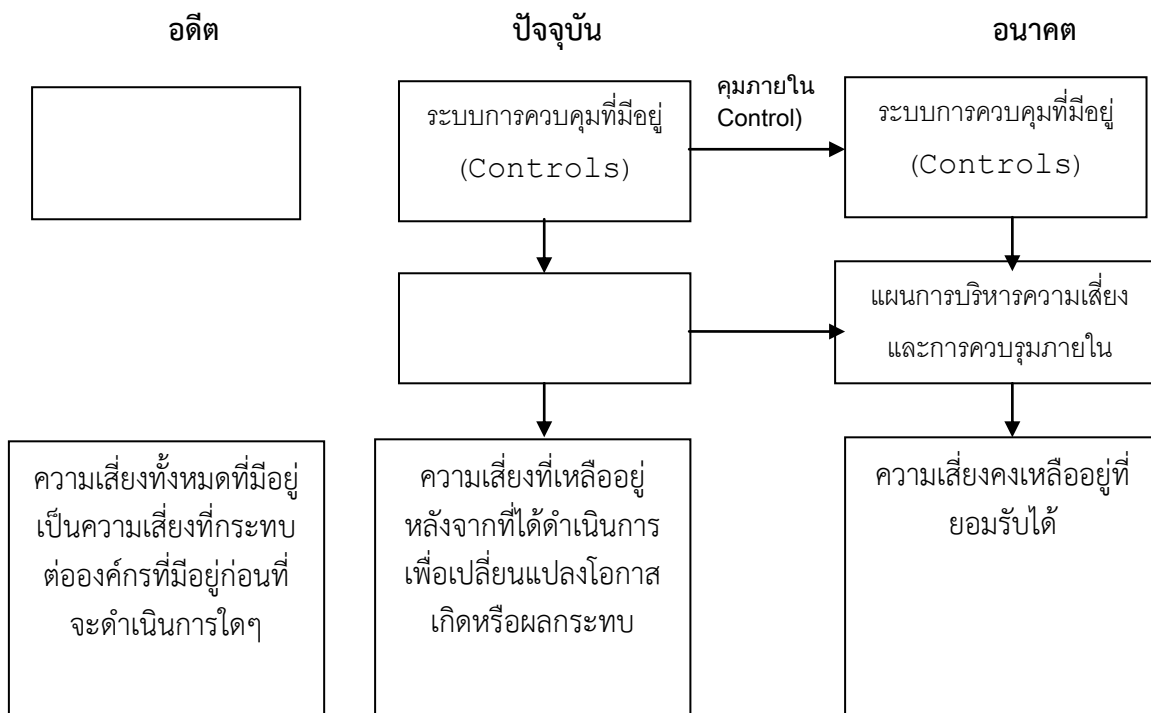 อดีต
ปัจจุบัน
อนาคต
ระบบการควบคุมที่มีอยู่
(Controls)
คุมภายใน
Control)
ระบบการควบคุมที่มีอยู่
(Controls)
แผนการบริหารความเสี่ยง
และการควบรุมภายใน
ความเสี่ยงทั้งหมดที่มีอยู่
เป็นความเสี่ยงที่กระทบ
ต่อองค์กรที่มีอยู่ก่อนที่
จะดำเนินการใดๆ
ความเสี่ยงที่เหลืออยู่
หลังจากที่ได้ดำเนินการ
เพื่อเปลี่ยนแปลงโอกาส
เกิดหรือผลกระทบ
ความเสี่ยงคงเหลืออยู่ที่
ยอมรับได้